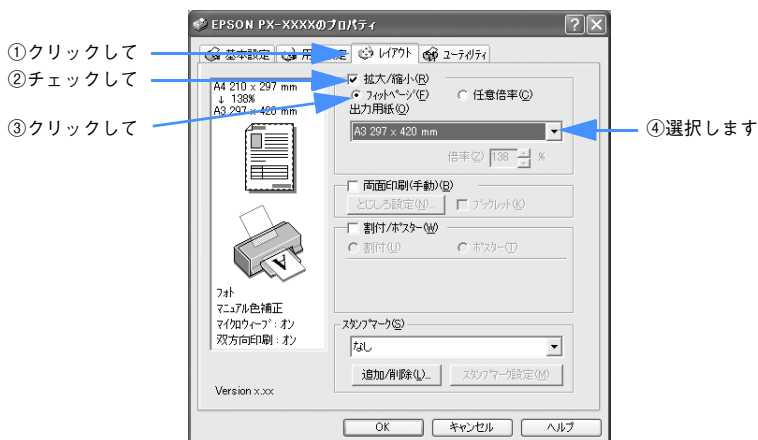 EPSON PX-XXXXのプロパティ
①クリックして
基本設定
用
定
レイアウト
ユーティリティ
②チェックして
A4 210 x 297 mm
↓ 138%
A3 297 x 420 mm
拡大/縮小(R)
フィットページ(F)
任意倍率(C)
③クリックして
出力用紙(O)
A3 297 x 420 mm
④選択します
倍率(Z) 138 %
両面印刷(手動)(B)
とじしろ設定(N)...
ブックレット(K)
割付/ポスター(W)
割付(U)
ポスター(T)
A
フォト
マニュアル色補正
マイクロウィーブ：オン
双方向印刷：オン
スタンプマーク(S)
なし
追加/削除(L)...
スタンプマーク設定(M)
Version x.xx
OK
キャンセル
ヘルプ